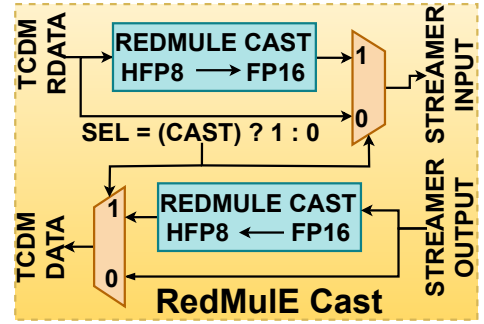 TCDM
RDATA
REDMULE CAST
HFP8 → FP16
1
0
STREAMER
INPUT
SEL = (CAST) ? 1 : 0
TCDM
DATA
1
0
REDMULE CAST
HFP8 ← FP16
STREAMER
OUTPUT
RedMulE Cast